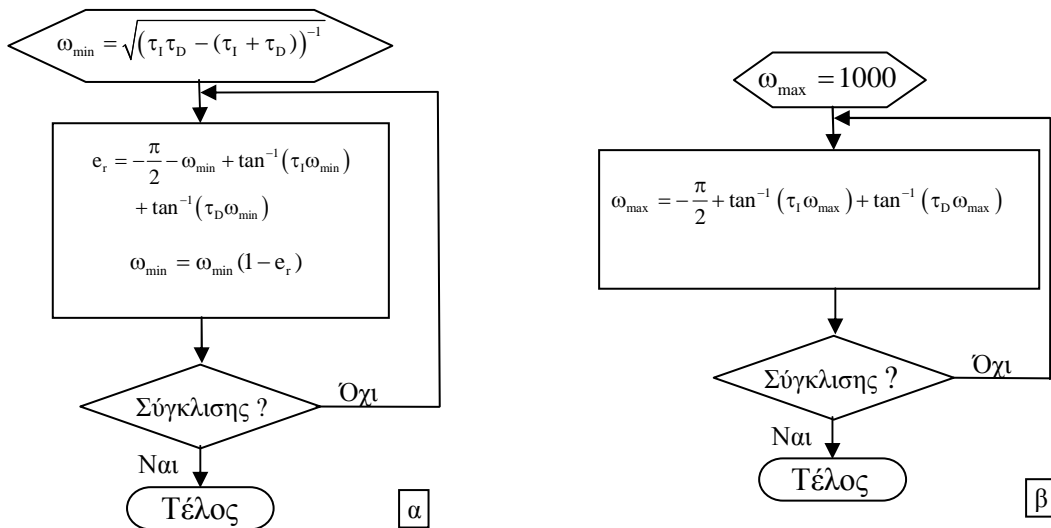 ω_min = √((τ_I τ_D − (τ_I + τ_D))^−1)
e_r = −π/2 − ω_min + tan^−1(τ_I ω_min)
+ tan^−1(τ_D ω_min)
ω_min = ω_min (1 − e_r)
Σύγκλισης ?
Όχι
Ναι
Τέλος
α
ω_max = 1000
ω_max = −π/2 + tan^−1(τ_I ω_max) + tan^−1(τ_D ω_max)
Σύγκλισης ?
Όχι
Ναι
Τέλος
β